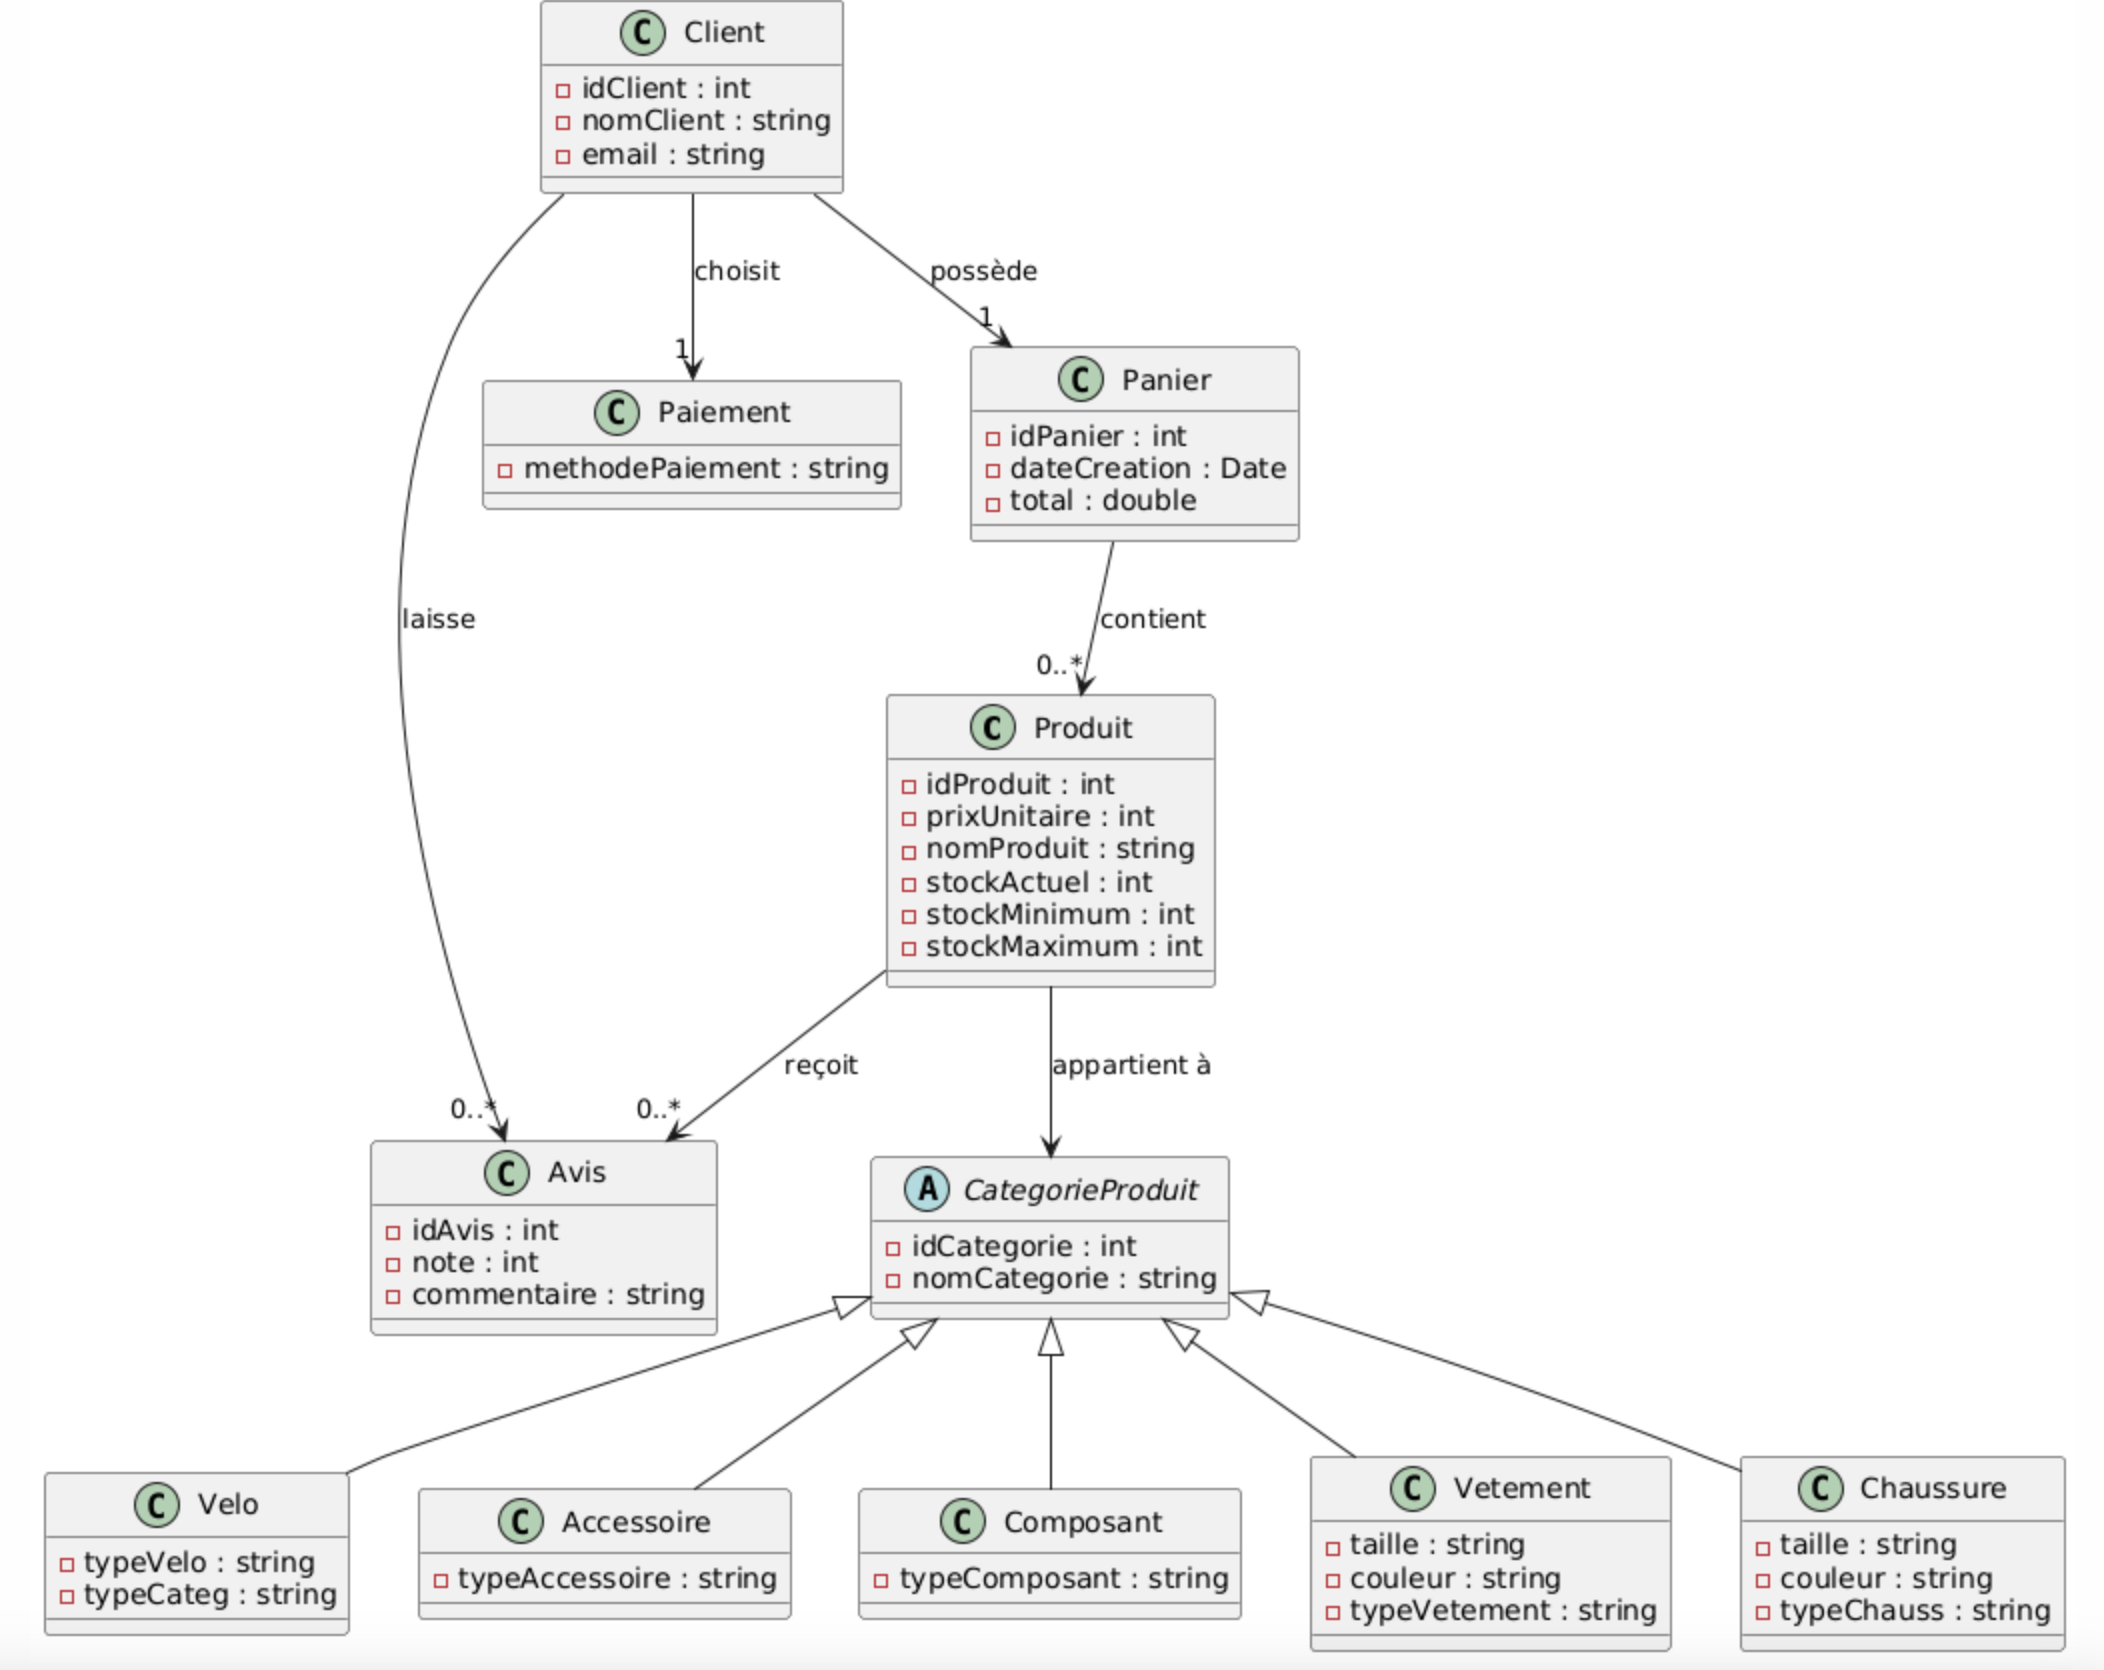 C Client
idClient : int
nomClient : string
email : string
choisit
possède
1
1
C Paiement
methodePaiement : string
C Panier
idPanier : int
dateCreation : Date
total : double
laisse
contient
0..*
C Produit
idProduit : int
prixUnitaire : int
nomProduit : string
stockActuel : int
stockMinimum : int
stockMaximum : int
reçoit
appartient à
0..*
0..*
C Avis
idAvis : int
note : int
commentaire : string
A CategorieProduit
idCategorie : int
nomCategorie : string
C Velo
typeVelo : string
typeCateg : string
C Accessoire
typeAccessoire : string
C Composant
typeComposant : string
C Vetement
taille : string
couleur : string
typeVetement : string
C Chaussure
taille : string
couleur : string
typeChauss : string